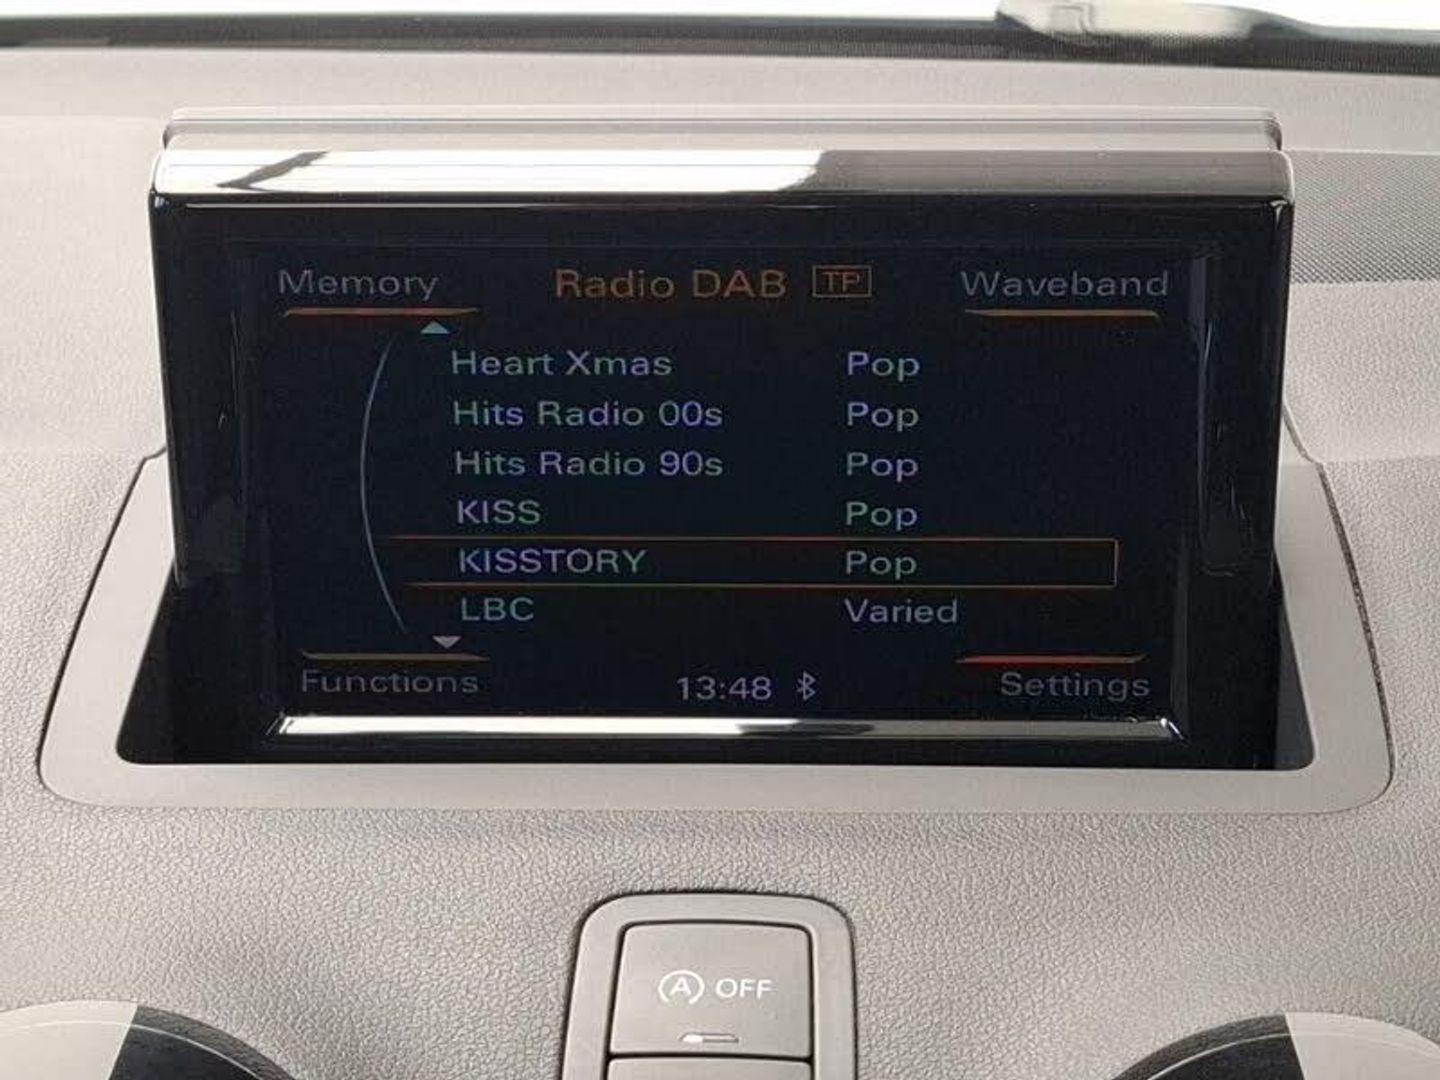 Memory Radio DAB TP Waveband
Heart Xmas Pop
Hits Radio 00s Pop
Hits Radio 90s Pop
KISS Pop
KISSTORY Pop
LBC Varied
Functions 13:48 Settings
A OFF